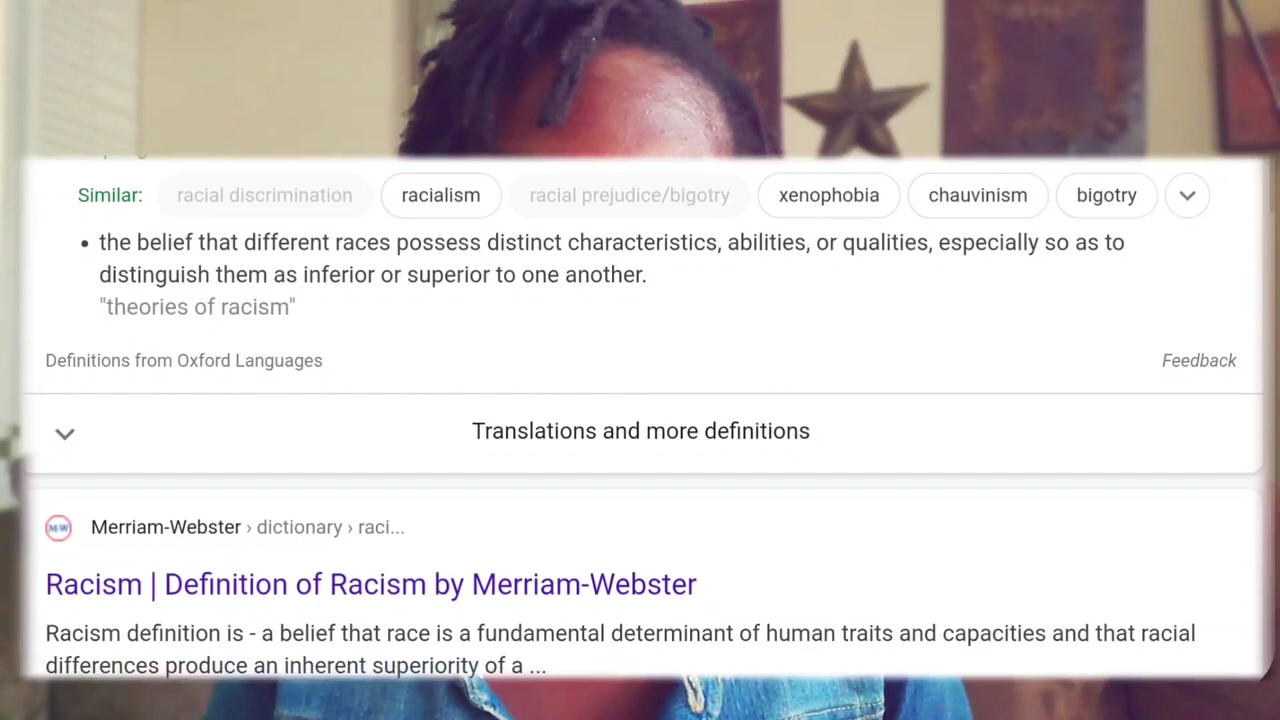 Similar: racial discrimination racialism racial prejudice/bigotry xenophobia chauvinism bigotry
• the belief that different races possess distinct characteristics, abilities, or qualities, especially so as to
distinguish them as inferior or superior to one another.
"theories of racism"
Definitions from Oxford Languages Feedback
Translations and more definitions
M-W Merriam-Webster › dictionary › raci...
Racism | Definition of Racism by Merriam-Webster
Racism definition is - a belief that race is a fundamental determinant of human traits and capacities and that racial
differences produce an inherent superiority of a ...